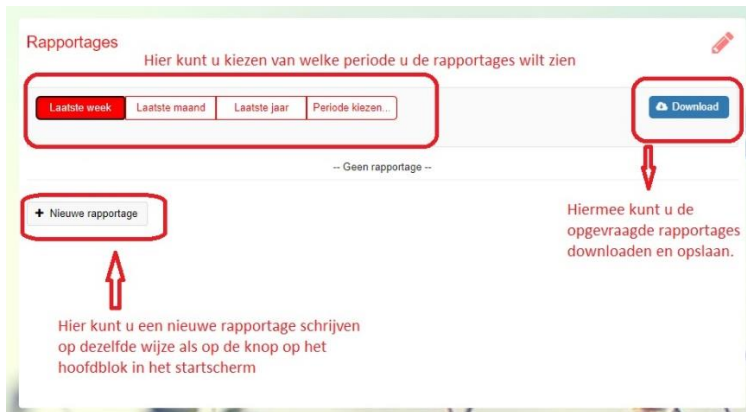 Rapportages
Hier kunt u kiezen van welke periode u de rapportages wilt zien
Laatste week
Laatste maand
Laatste jaar
Periode kiezen...
Download
-- Geen rapportage --
+ Nieuwe rapportage
Hiermee kunt u de
opgevraagde rapportages
downloaden en opslaan.
Hier kunt u een nieuwe rapportage schrijven
op dezelfde wijze als op de knop op het
hoofdblok in het startscherm